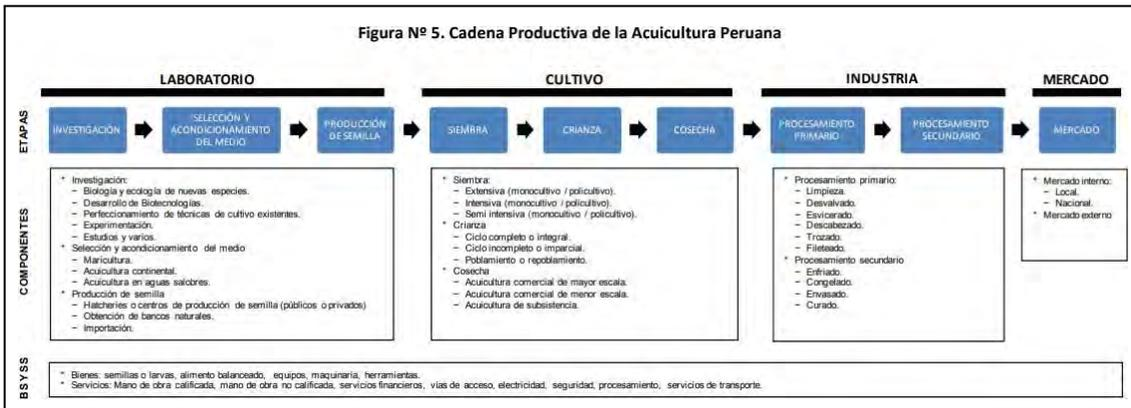 Figura Nº 5. Cadena Productiva de la Acuicultura Peruana
LABORATORIO
CULTIVO
INDUSTRIA
MERCADO
ETAPAS
INVESTIGACIÓN
SELECCIÓN Y
ACONDICIONAMIENTO
DEL MEDIO
PRODUCCIÓN
DE SEMILLA
SIEMBRA
CRIANZA
COSECHA
PROCESAMIENTO
PRIMARIO
PROCESAMIENTO
SECUNDARIO
MERCADO
COMPONENTES
* Investigación:
− Biología y ecología de nuevas especies.
− Desarrollo de Biotecnologías.
− Perfeccionamiento de técnicas de cultivo existentes.
− Experimentación.
− Estudios y varios.
* Selección y acondicionamiento del medio
− Maricultura.
− Acuicultura continental.
− Acuicultura en aguas salobres.
* Producción de semilla
− Hatcheries o centros de producción de semilla (públicos o privados)
− Obtención de bancos naturales.
− Importación.
* Siembra:
− Extensiva (monocultivo / policultivo).
− Intensiva (monocultivo / policultivo).
− Semi intensiva (monocultivo / policultivo).
* Crianza
− Ciclo completo o integral.
− Ciclo incompleto o imparcial.
− Poblamiento o repoblamiento.
* Cosecha
− Acuicultura comercial de mayor escala.
− Acuicultura comercial de menor escala.
− Acuicultura de subsistencia.
* Procesamiento primario:
− Limpieza.
− Desvalvado.
− Esvicerado.
− Descabezado.
− Trozado.
− Fileteado.
* Procesamiento secundario
− Enfriado.
− Congelado.
− Envasado.
− Curado.
* Mercado interno:
− Local.
− Nacional.
* Mercado externo
BSYSS
* Bienes: semillas o larvas, alimento balanceado, equipos, maquinaria, herramientas.
* Servicios: Mano de obra calificada, mano de obra no calificada, servicios financieros, vías de acceso, electricidad, seguridad, procesamiento, servicios de transporte.